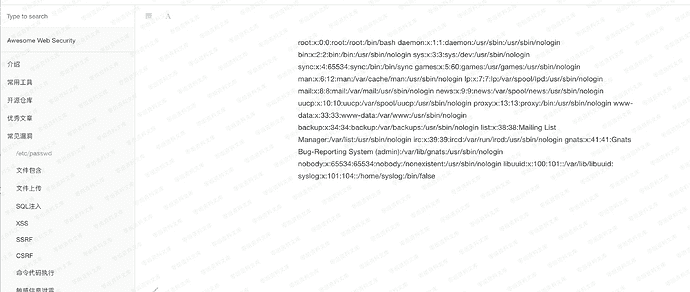 Type to search
A
Awesome Web Security
介绍
常用工具
开源仓库
优秀文章
常见漏洞
/etc/passwd
文件包含
文件上传
SQL注入
XSS
SSRF
CSRF
命令代码执行
敏感信息泄露
root:x:0:0:root:/root:/bin/bash daemon:x:1:1:daemon:/usr/sbin:/usr/sbin/nologin
bin:x:2:2:bin:/bin:/usr/sbin/nologin sys:x:3:3:sys:/dev:/usr/sbin/nologin
sync:x:4:65534:sync:/bin:/bin/sync games:x:5:60:games:/usr/games:/usr/sbin/nologin
man:x:6:12:man:/var/cache/man:/usr/sbin/nologin lp:x:7:7:lp:/var/spool/lpd:/usr/sbin/nologin
mail:x:8:8:mail:/var/mail:/usr/sbin/nologin news:x:9:9:news:/var/spool/news:/usr/sbin/nologin
uucp:x:10:10:uucp:/var/spool/uucp:/usr/sbin/nologin proxy:x:13:13:proxy:/bin:/usr/sbin/nologin www-
data:x:33:33:www-data:/var/www:/usr/sbin/nologin
backup:x:34:34:backup:/var/backups:/usr/sbin/nologin list:x:38:38:Mailing List
Manager:/var/list:/usr/sbin/nologin irc:x:39:39:ircd:/var/run/ircd:/usr/sbin/nologin gnats:x:41:41:Gnats
Bug-Reporting System (admin):/var/lib/gnats:/usr/sbin/nologin
nobody:x:65534:65534:nobody:/nonexistent:/usr/sbin/nologin libuuid:x:100:101::/var/lib/libuuid:
syslog:x:101:104::/home/syslog:/bin/false